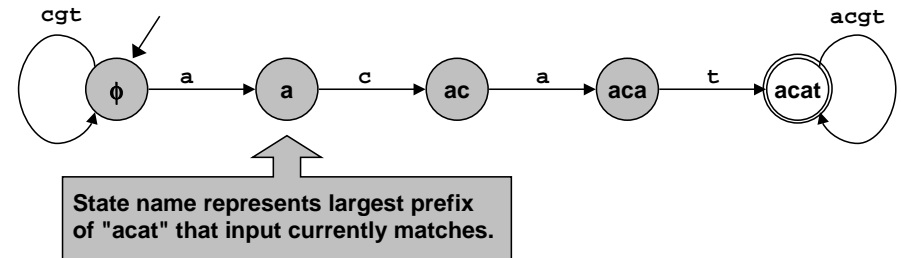 cgt
acgt
a
c
a
t
ϕ
a
ac
aca
acat
State name represents largest prefix
of "acat" that input currently matches.